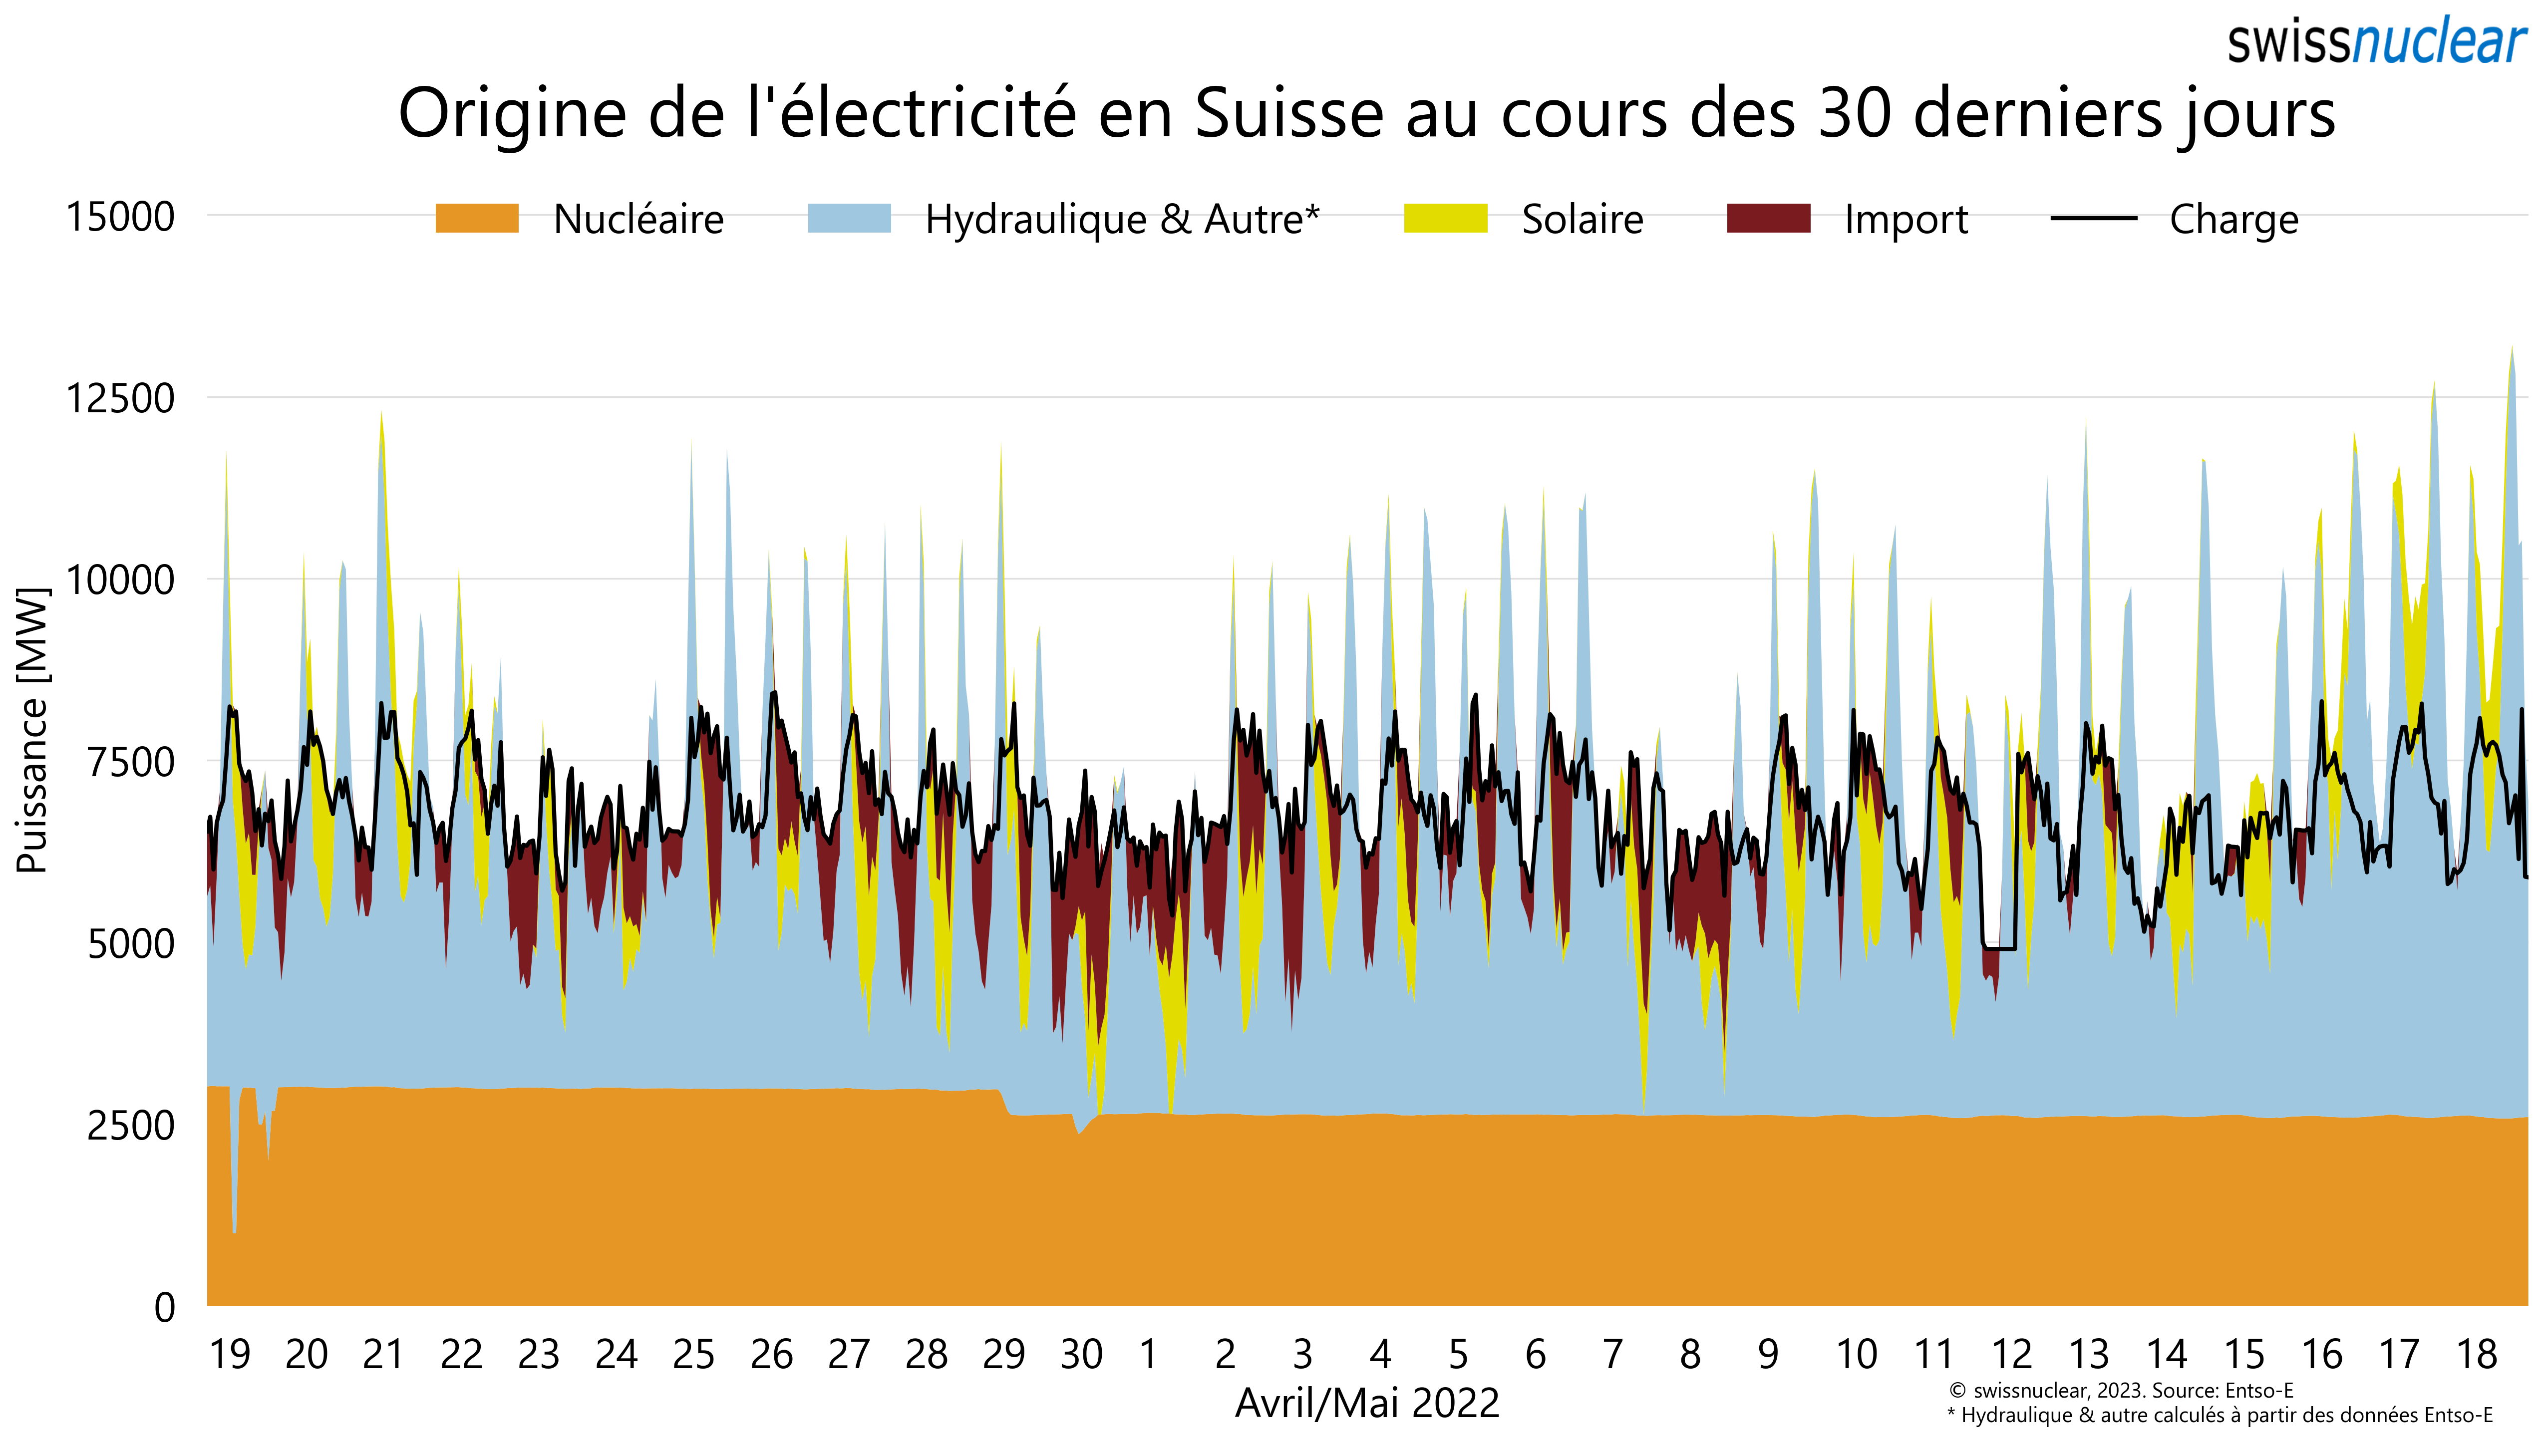 swissnuclear
Origine de l'électricité en Suisse au cours des 30 derniers jours
Nucléaire Hydraulique & Autre* Solaire Import Charge
15000
12500
10000
7500
5000
2500
0
Puissance [MW]
19 20 21 22 23 24 25 26 27 28 29 30 1 2 3 4 5 6 7 8 9 10 11 12 13 14 15 16 17 18
Avril/Mai 2022
© swissnuclear, 2023. Source: Entso-E
* Hydraulique & autre calculés à partir des données Entso-E